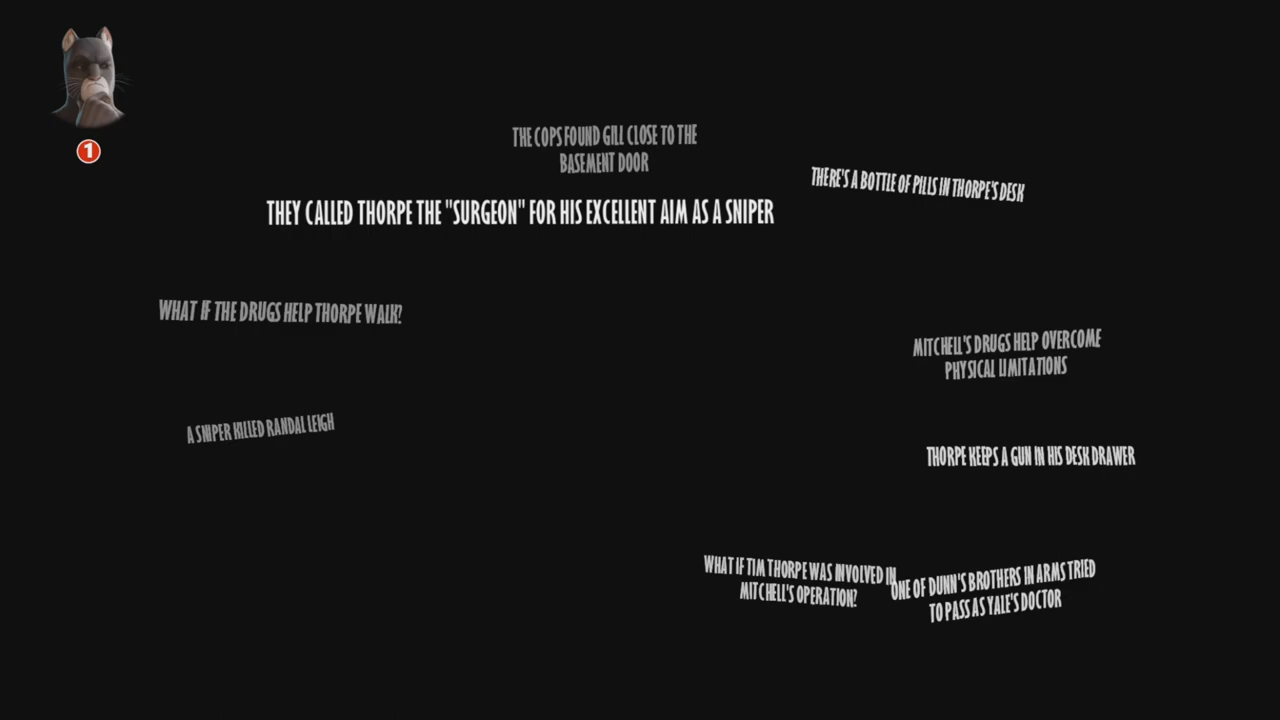 THE COPS FOUND GILL CLOSE TO THE
BASEMENT DOOR
THERE'S A BOTTLE OF PILLS IN THORPE'S DESK
THEY CALLED THORPE THE "SURGEON" FOR HIS EXCELLENT AIM AS A SNIPER
WHAT IF THE DRUGS HELP THORPE WALK?
MITCHELL'S DRUGS HELP OVERCOME
PHYSICAL LIMITATIONS
A SNIPER KILLED RANDAL LEIGH
THORPE KEEPS A GUN IN HIS DESK DRAWER
WHAT IF TIM THORPE WAS INVOLVED IN
MITCHELL'S OPERATION?
ONE OF DUNN'S BROTHERS IN ARMS TRIED
TO PASS AS YALE'S DOCTOR
1